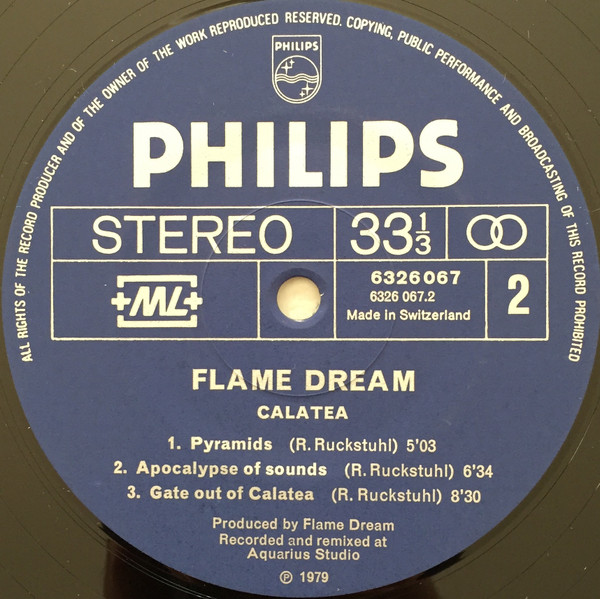 ALL RIGHTS OF THE RECORD PRODUCER AND OF THE OWNER OF THE WORK REPRODUCED RESERVED. COPYING, PUBLIC PERFORMANCE AND BROADCASTING OF THIS RECORD PROHIBITED
PHILIPS
PHILIPS
STEREO 33 1/3
+ML+ 6326 067 2
6326 067.2
Made in Switzerland
FLAME DREAM
CALATEA
1. Pyramids (R. Ruckstuhl) 5'03
2. Apocalypse of sounds (R. Ruckstuhl) 6'34
3. Gate out of Calatea (R. Ruckstuhl) 8'30
Produced by Flame Dream
Recorded and remixed at
Aquarius Studio
℗ 1979